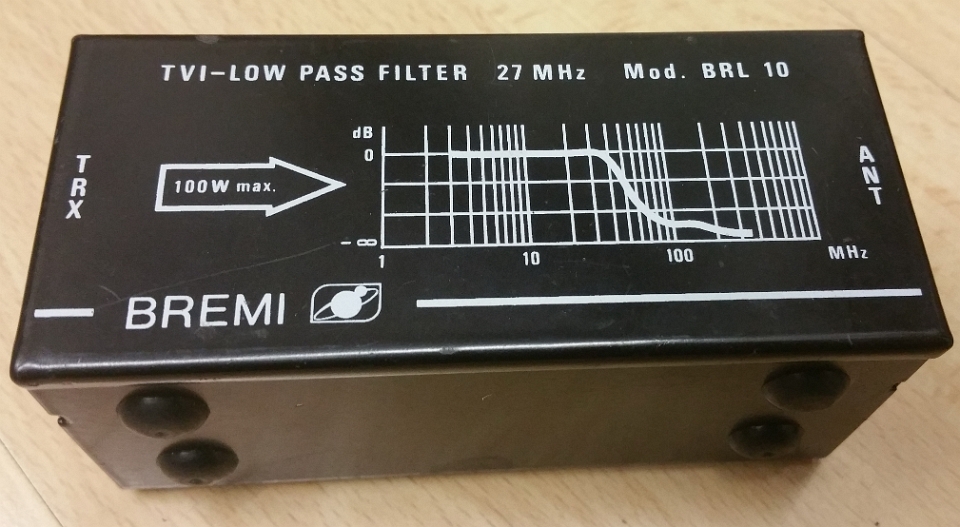 TVI-LOW PASS FILTER 27 MHz Mod. BRL 10
dB
0
TRX
100W max.
ANT
-∞
1 10 100 MHz
BREMI